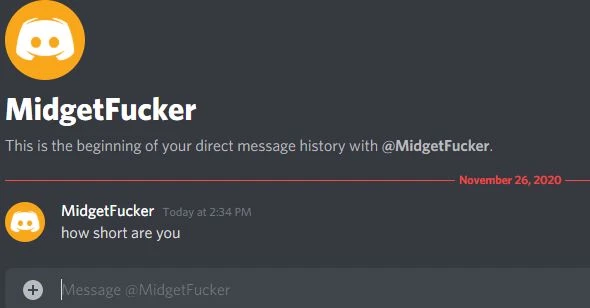 MidgetFucker
This is the beginning of your direct message history with @MidgetFucker.
November 26, 2020
MidgetFucker Today at 2:34 PM
how short are you
Message @MidgetFucker